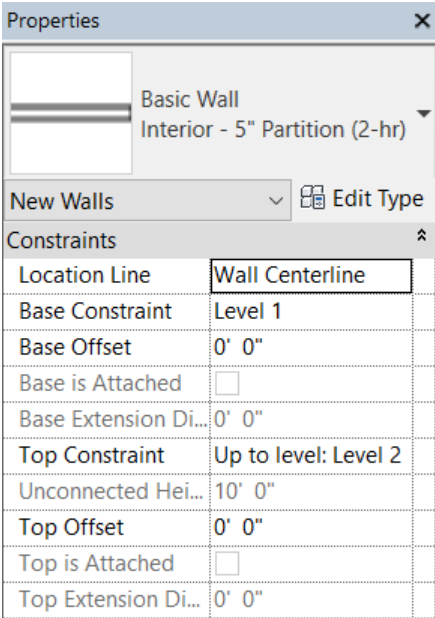 Properties
Basic Wall
Interior - 5" Partition (2-hr)
New Walls Edit Type
Constraints
Location Line Wall Centerline
Base Constraint Level 1
Base Offset 0' 0"
Base is Attached
Base Extension Di... 0' 0"
Top Constraint Up to level: Level 2
Unconnected Hei... 10' 0"
Top Offset 0' 0"
Top is Attached
Top Extension Di... 0' 0"